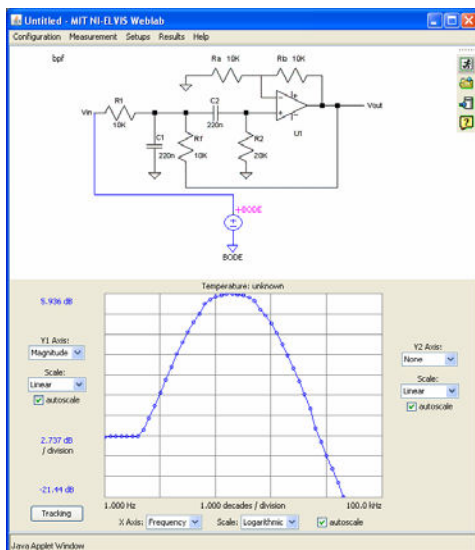 Untitled - MIT NI-ELVIS Weblab
Configuration Measurement Setups Results Help
bpf
Ra 10K
Rb 10K
Vin
R1
10K
C2
220n
Vout
U1
C1
220n
Rf
10K
R2
20K
+BODE
BODE
Temperature: unknown
5.936 dB
Y1 Axis:
Magnitude
Scale:
Linear
autoscale
2.737 dB
/ division
-21.44 dB
Tracking
Y2 Axis:
None
Scale:
Linear
autoscale
1.000 Hz 1.000 decades / division 100.0 kHz
X Axis: Frequency Scale: Logarithmic autoscale
Java Applet Window